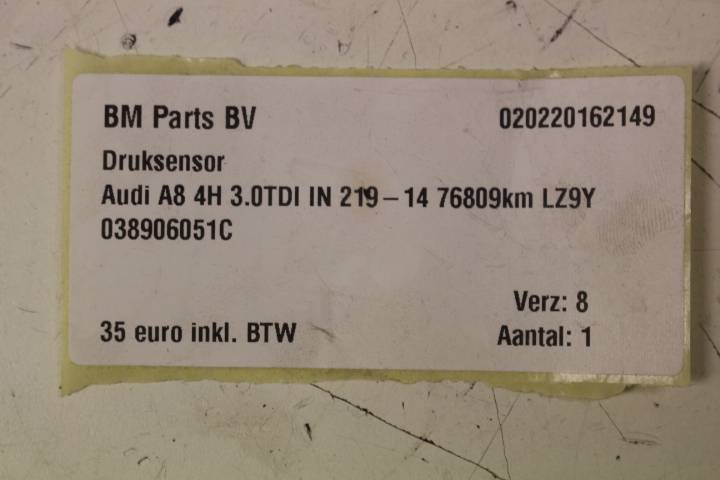 BM Parts BV 020220162149
Druksensor
Audi A8 4H 3.0TDI IN 219-14 76809km LZ9Y
038906051C
Verz: 8
35 euro inkl. BTW Aantal: 1